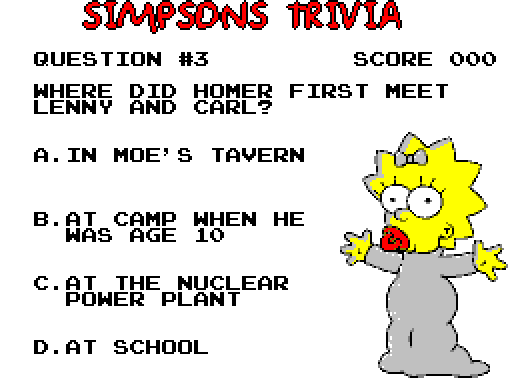 SIMPSONS TRIVIA
QUESTION #3 SCORE 000
WHERE DID HOMER FIRST MEET
LENNY AND CARL?
A.IN MOE'S TAVERN
B.AT CAMP WHEN HE
WAS AGE 10
C.AT THE NUCLEAR
POWER PLANT
D.AT SCHOOL